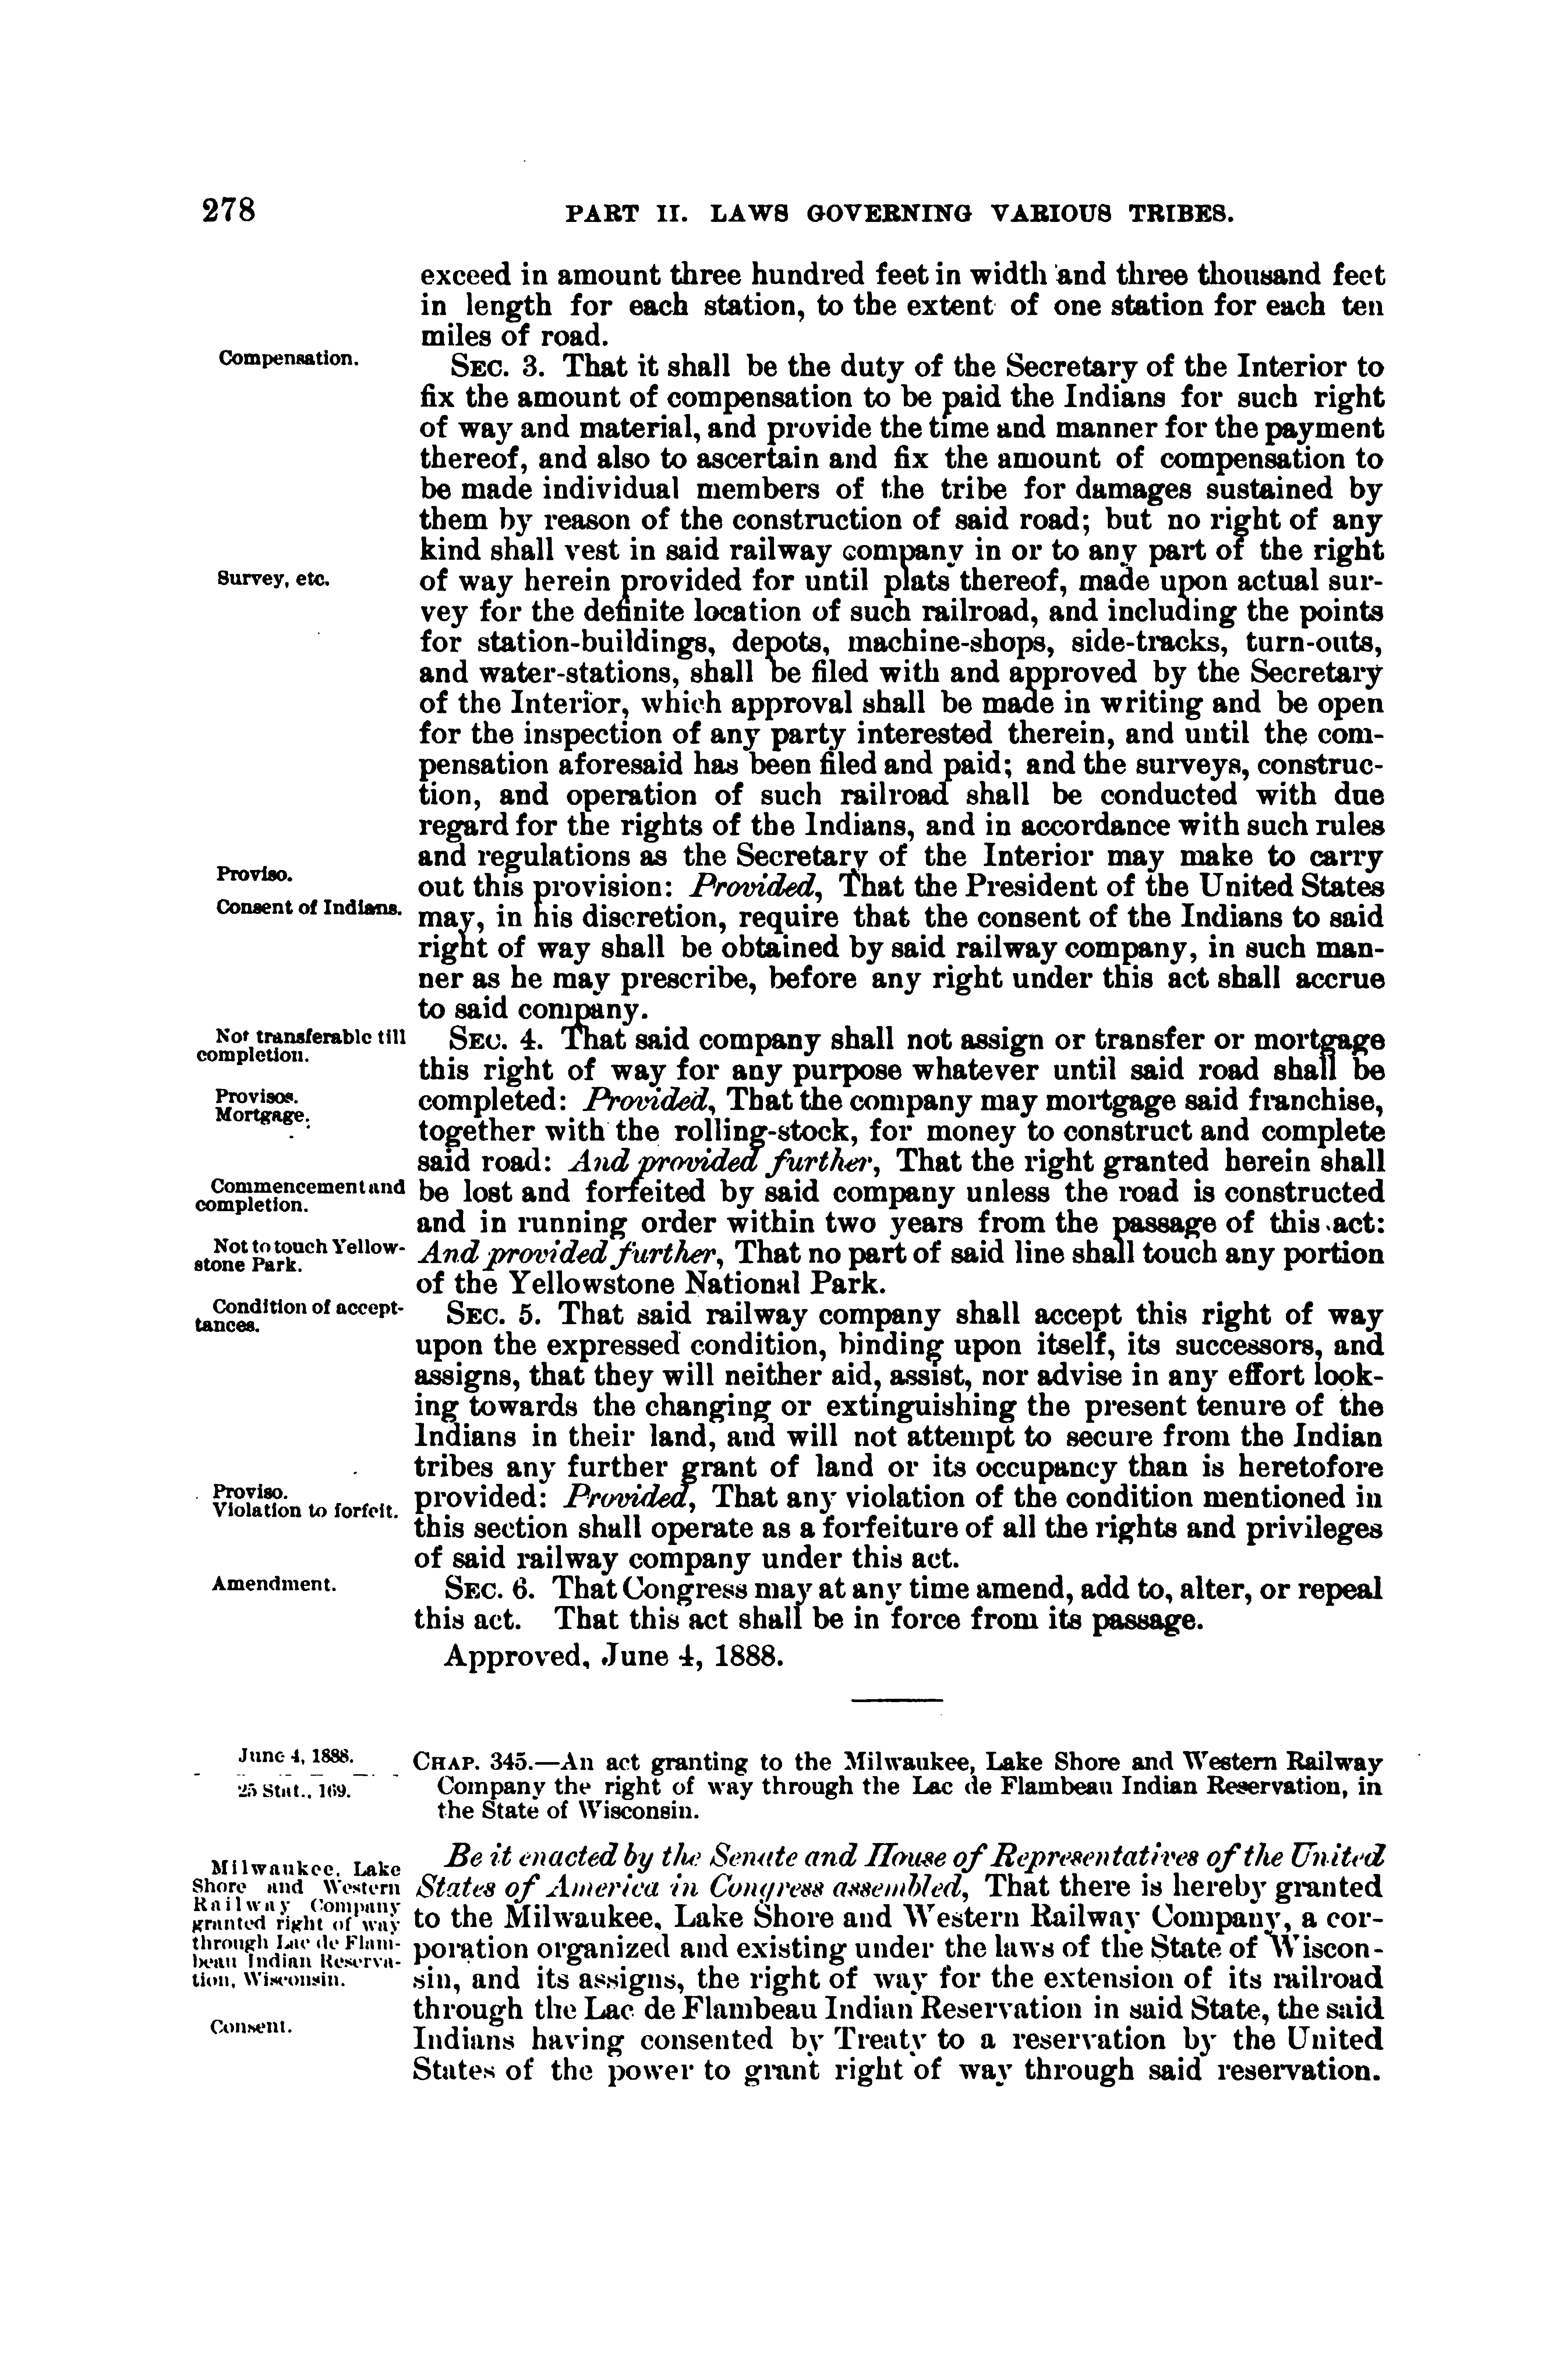 278
PART II. LAWS GOVERNING VARIOUS TRIBES.
exceed in amount three hundred feet in width and three thousand feet
in length for each station, to the extent of one station for each ten
miles of road.
Compensation.
SEC. 3. That it shall be the duty of the Secretary of the Interior to
fix the amount of compensation to be paid the Indians for such right
of way and material, and provide the time and manner for the payment
thereof, and also to ascertain and fix the amount of compensation to
be made individual members of the tribe for damages sustained by
them by reason of the construction of said road; but no right of any
kind shall vest in said railway company in or to any part of the right
Survey, etc.
of way herein provided for until plats thereof, made upon actual sur-
vey for the definite location of such railroad, and including the points
for station-buildings, depots, machine-shops, side-tracks, turn-outs,
and water-stations, shall be filed with and approved by the Secretary
of the Interior, which approval shall be made in writing and be open
for the inspection of any party interested therein, and until the com-
pensation aforesaid has been filed and paid; and the surveys, construc-
tion, and operation of such railroad shall be conducted with due
regard for the rights of the Indians, and in accordance with such rules
and regulations as the Secretary of the Interior may make to carry
Proviso.
out this provision: Provided, That the President of the United States
Consent of Indians.
may, in his discretion, require that the consent of the Indians to said
right of way shall be obtained by said railway company, in such man-
ner as he may prescribe, before any right under this act shall accrue
to said company.
Not transferable till
completion.
SEC. 4. That said company shall not assign or transfer or mortgage
this right of way for any purpose whatever until said road shall be
Provisos.
Mortgage.
completed: Provided, That the company may mortgage said franchise,
together with the rolling-stock, for money to construct and complete
said road: And provided further, That the right granted herein shall
Commencement and
completion.
be lost and forfeited by said company unless the road is constructed
and in running order within two years from the passage of this act:
Not to touch Yellow-
stone Park.
And provided further, That no part of said line shall touch any portion
of the Yellowstone National Park.
Condition of accept-
tances.
SEC. 5. That said railway company shall accept this right of way
upon the expressed condition, binding upon itself, its successors, and
assigns, that they will neither aid, assist, nor advise in any effort look-
ing towards the changing or extinguishing the present tenure of the
Indians in their land, and will not attempt to secure from the Indian
tribes any further grant of land or its occupancy than is heretofore
Proviso.
Violation to forfeit.
provided: Provided, That any violation of the condition mentioned in
this section shall operate as a forfeiture of all the rights and privileges
of said railway company under this act.
Amendment.
SEC. 6. That Congress may at any time amend, add to, alter, or repeal
this act. That this act shall be in force from its passage.
Approved, June 4, 1888.
June 4, 1888.
25 Stat., 169.
CHAP. 345.—An act granting to the Milwaukee, Lake Shore and Western Railway
Company the right of way through the Lac de Flambeau Indian Reservation, in
the State of Wisconsin.
Milwaukee, Lake
Shore and Western
Railway Company
granted right of way
through Lac de Flam-
beau Indian Reserva-
tion, Wisconsin.
Be it enacted by the Senate and House of Representatives of the United
States of America in Congress assembled, That there is hereby granted
to the Milwaukee, Lake Shore and Western Railway Company, a cor-
poration organized and existing under the laws of the State of Wiscon-
sin, and its assigns, the right of way for the extension of its railroad
through the Lac de Flambeau Indian Reservation in said State, the said
Consent.
Indians having consented by Treaty to a reservation by the United
States of the power to grant right of way through said reservation.